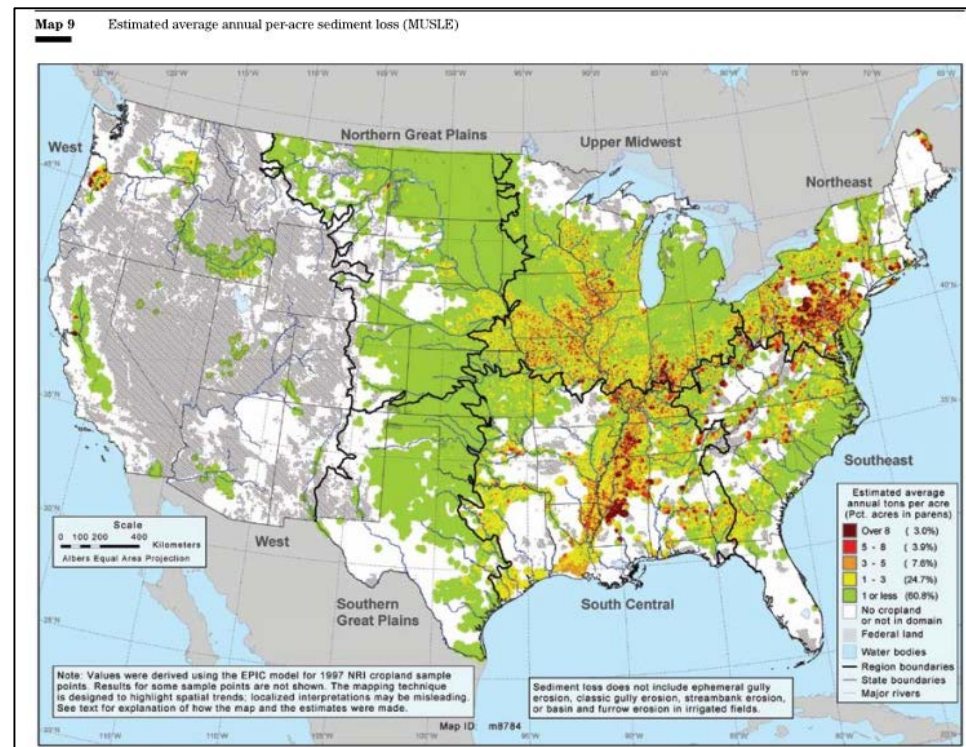 Map 9 Estimated average annual per-acre sediment loss (MUSLE)
Northern Great Plains
Upper Midwest
West
Northeast
Southeast
West
Southern
Great Plains
South Central
Scale
0 100 200 400
Kilometers
Albers Equal Area Projection
Estimated average
annual tons per acre
(Pct. acres in parens)
Over 8 ( 3.0%)
5 - 8 ( 3.9%)
3 - 5 ( 7.6%)
1 - 3 (24.7%)
1 or less (60.8%)
No cropland
or not in domain
Federal land
Water bodies
Region boundaries
State boundaries
Major rivers
Note: Values were derived using the EPIC model for 1997 NRI cropland sample
points. Results for some sample points are not shown. The mapping technique
is designed to highlight spatial trends; localized interpretations may be misleading.
See text for explanation of how the map and the estimates were made.
Sediment loss does not include ephemeral gully
erosion, classic gully erosion, streambank erosion,
or basin and furrow erosion in irrigated fields.
Map ID: m8784